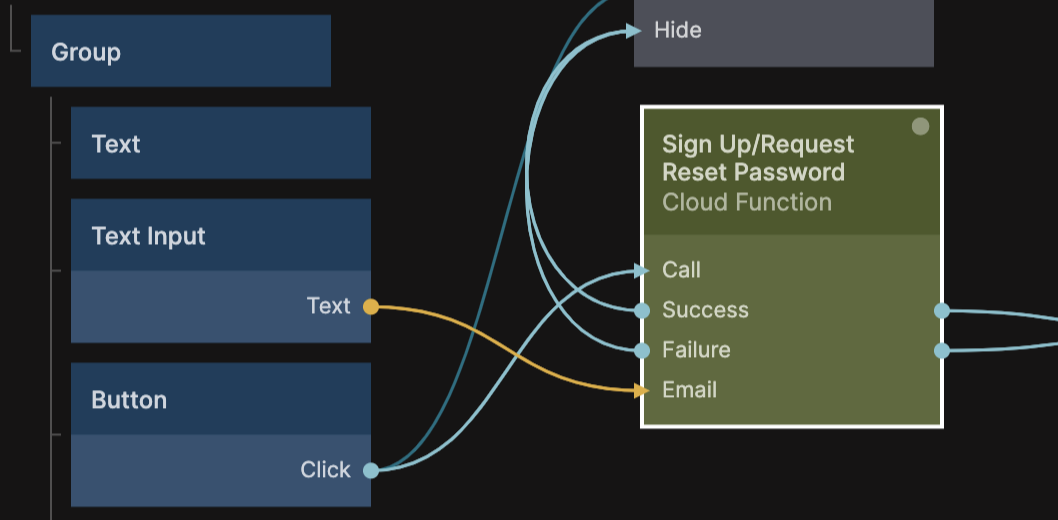 Group
Text
Text Input
Text
Button
Click
Hide
Sign Up/Request
Reset Password
Cloud Function
Call
Success
Failure
Email